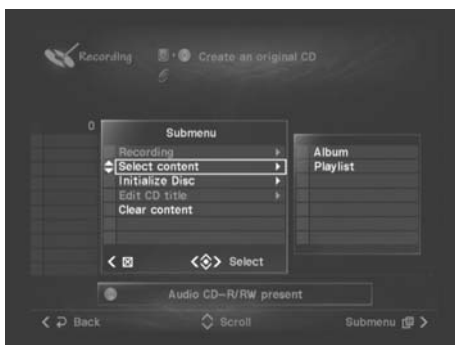 Recording Create an original CD
0
Submenu
Recording
Select content
Initialize Disc
Edit CD title
Clear content
Select
Album
Playlist
Audio CD-R/RW present
Back Scroll Submenu